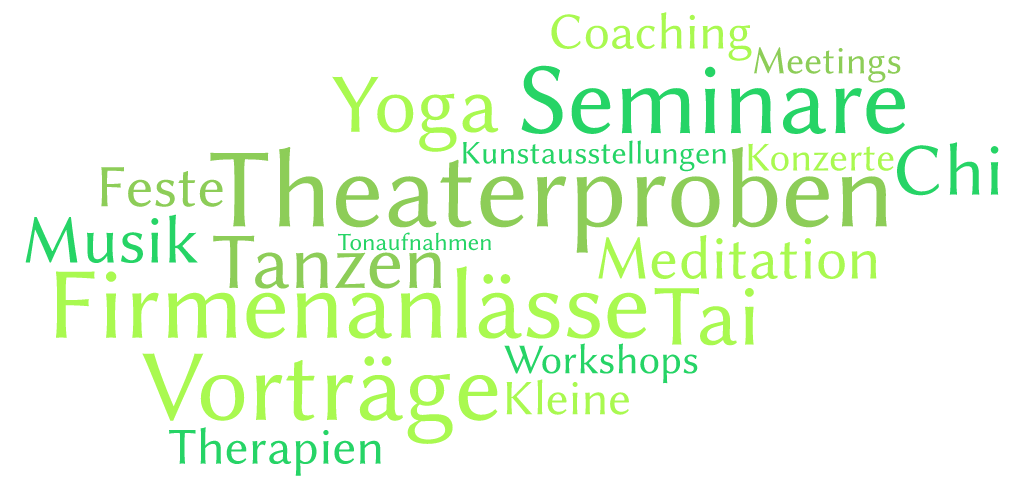 Coaching
Meetings
Yoga Seminare
Kunstausstellungen Konzerte Chi
Feste Theaterproben
Musik Tanzen Tonaufnahmen Meditation
Firmenanlässe Tai
Vorträge Workshops
Kleine
Therapien